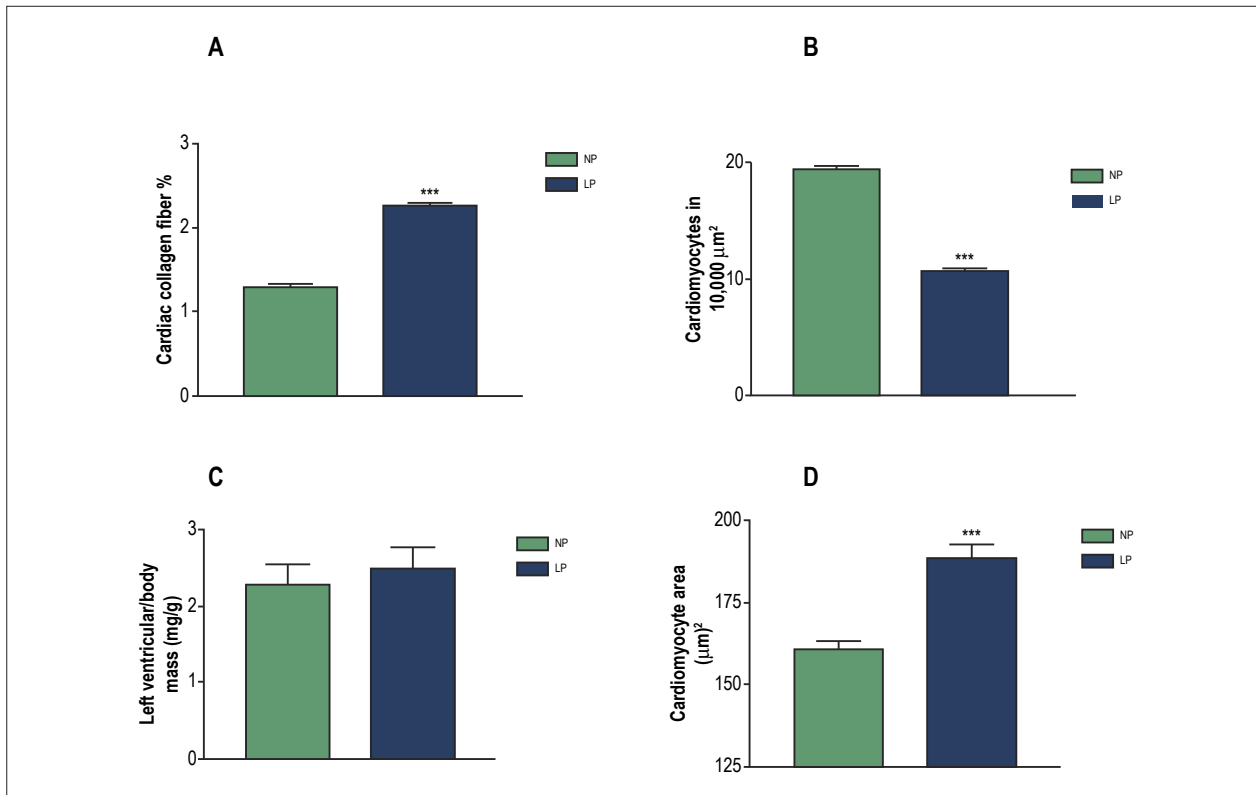 A
Cardiac collagen fiber %
3
2
1
0
***
NP
LP
B
Cardiomyocytes in
10,000 μm²
20
10
0
***
NP
LP
C
Left ventricular/body
mass (mg/g)
3
2
1
0
NP
LP
D
Cardiomyocyte area
(μm)²
200
175
150
125
***
NP
LP